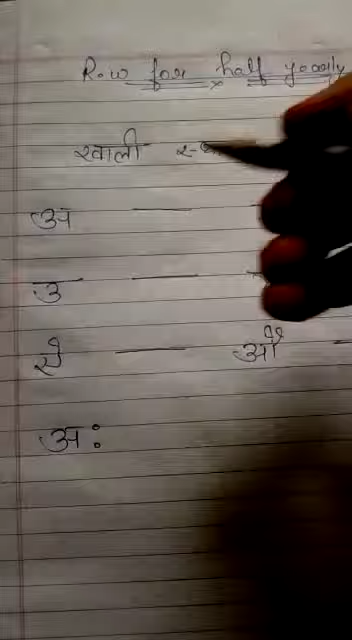 R.w for half yearly
खाली
अ —
उ —
ऐ — औ —
अः